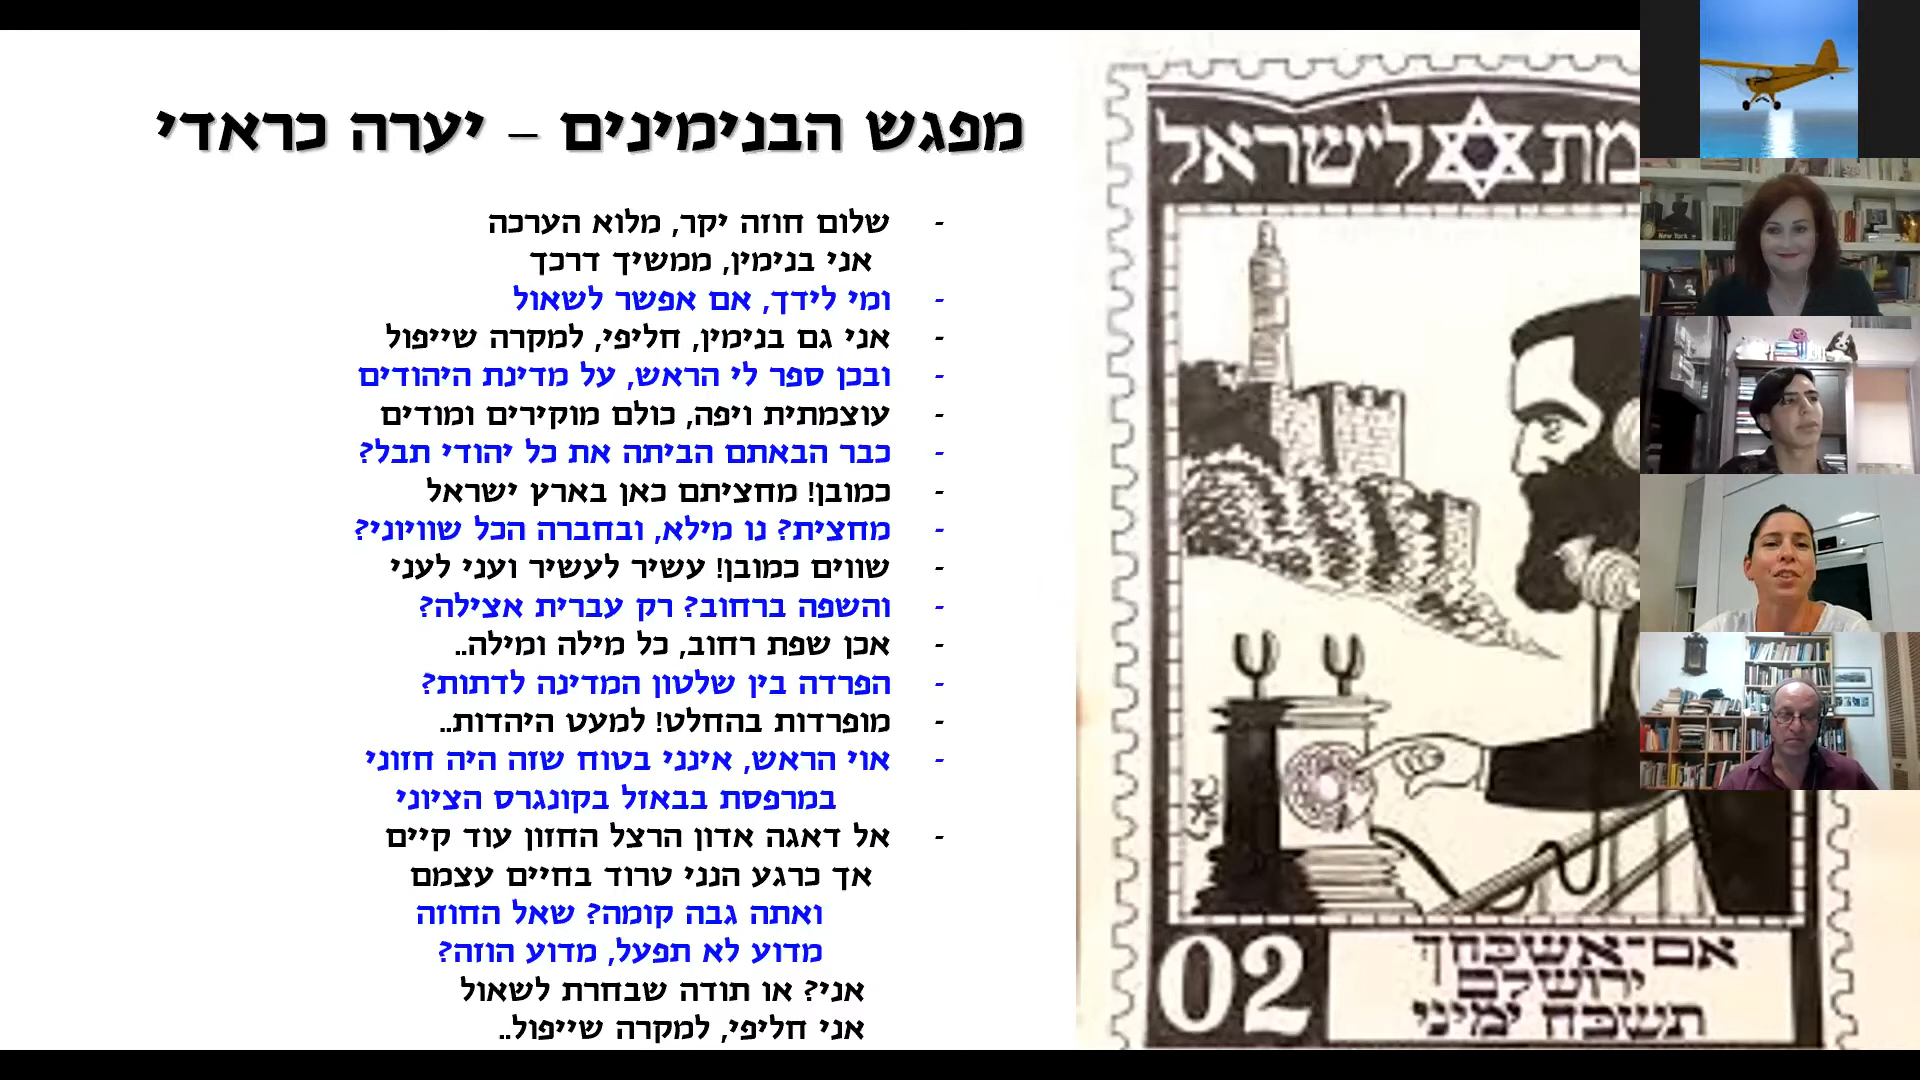 מפגש הבנימינים – יערה כראדי
- שלום חוזה יקר, מלוא הערכה
אני בנימין, ממשיך דרכך
- ומי לידך, אם אפשר לשאול
- אני גם בנימין, חליפי, למקרה שייפול
- ובכן ספר לי הראש, על מדינת היהודים
- עוצמתית ויפה, כולם מוקירים ומודים
- כבר הבאתם הביתה את כל יהודי תבל?
- כמובן! מחציתם כאן בארץ ישראל
- מחצית? נו מילא, ובחברה הכל שוויוני?
- שווים כמובן! עשיר לעשיר ועני לעני
- והשפה ברחוב? רק עברית אצילה?
- אכן שפת רחוב, כל מילה ומילה..
- הפרדה בין שלטון המדינה לדתות?
- מופרדות בהחלט! למעט היהדות..
- אוי הראש, אינני בטוח שזה היה חזוני
במרפסת בבאזל בקונגרס הציוני
- אל דאגה אדון הרצל החזון עוד קיים
אך כרגע הנני טרוד בחיים עצמם
ואתה גבה קומה? שאל החוזה
מדוע לא תפעל, מדוע הוזה?
אני? או תודה שבחרת לשאול
אני חליפי, למקרה שייפול..
מת לישראל
02
אם-אשכחך
ירושלם
תשכח ימיני
New York